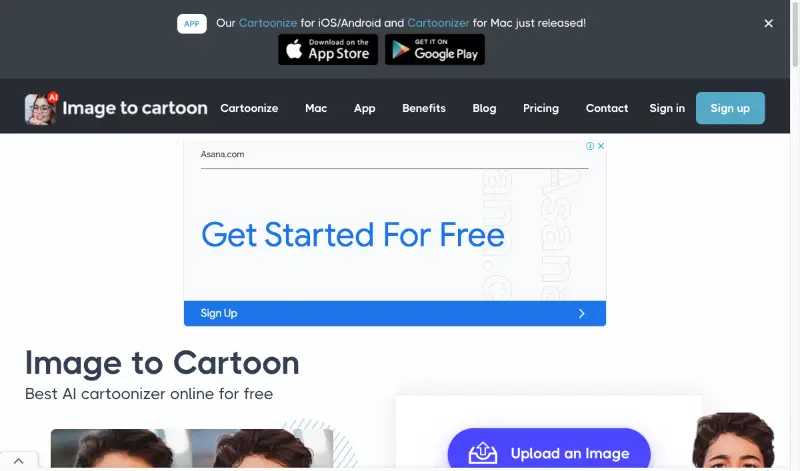 APP Our Cartoonize for iOS/Android and Cartoonizer for Mac just released!
Download on the App Store
GET IT ON Google Play
AI
Image to cartoon Cartoonize Mac App Benefits Blog Pricing Contact Sign in Sign up
Asana.com
Get Started For Free
Asana
ana.c
Sign Up
Image to Cartoon
Best AI cartoonizer online for free
Upload an Image